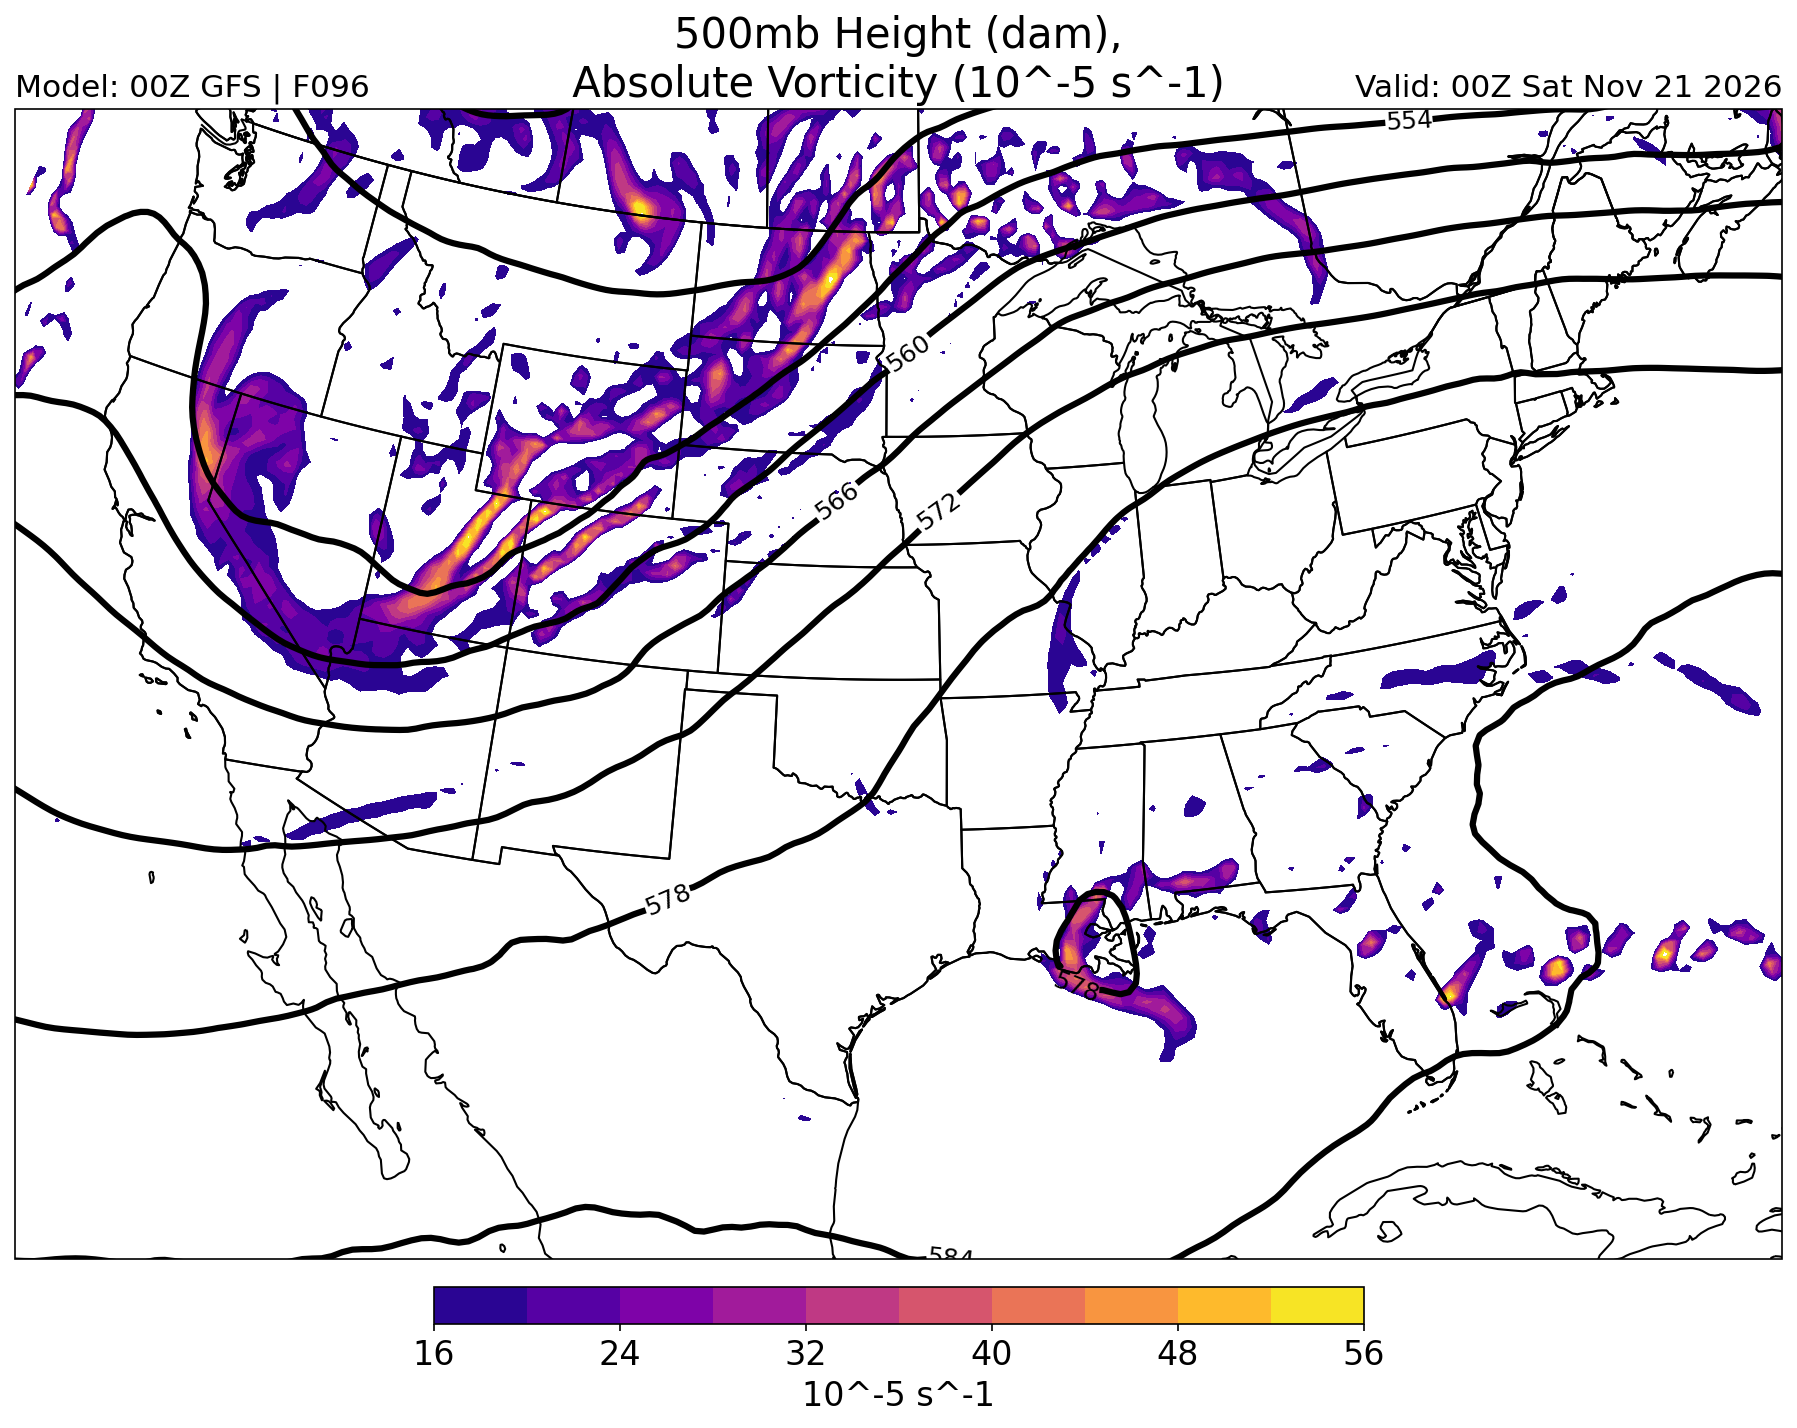 500mb Height (dam),
Model: 00Z GFS | F096
Absolute Vorticity (10^-5 s^-1)
Valid: 00Z Sat Nov 21 2026
554
560
566
572
578
578
584
16
24
32
40
48
56
10^-5 s^-1